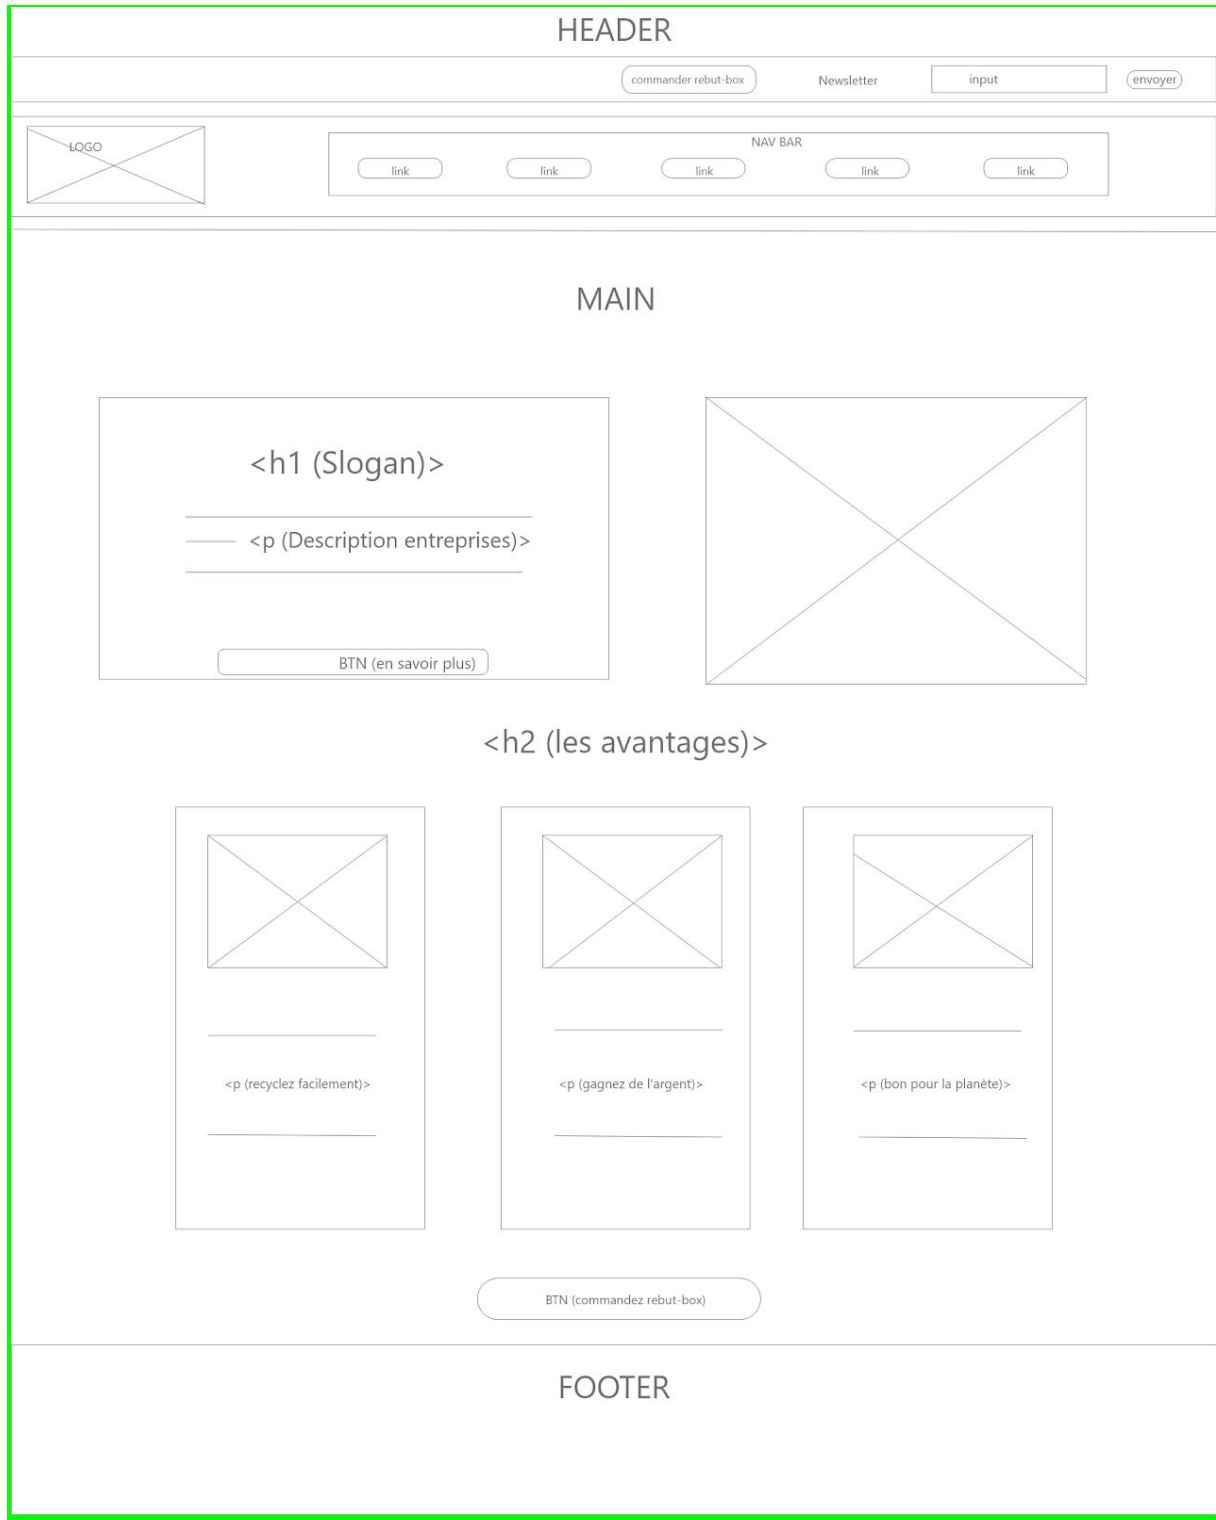 HEADER
commander rebut-box
Newsletter
input
envoyer
LOGO
NAV BAR
link
link
link
link
link
MAIN
<h1 (Slogan)>
<p (Description entreprises)>
BTN (en savoir plus)
<h2 (les avantages)>
<p (recyclez facilement)>
<p (gagnez de l'argent)>
<p (bon pour la planète)>
BTN (commandez rebut-box)
FOOTER